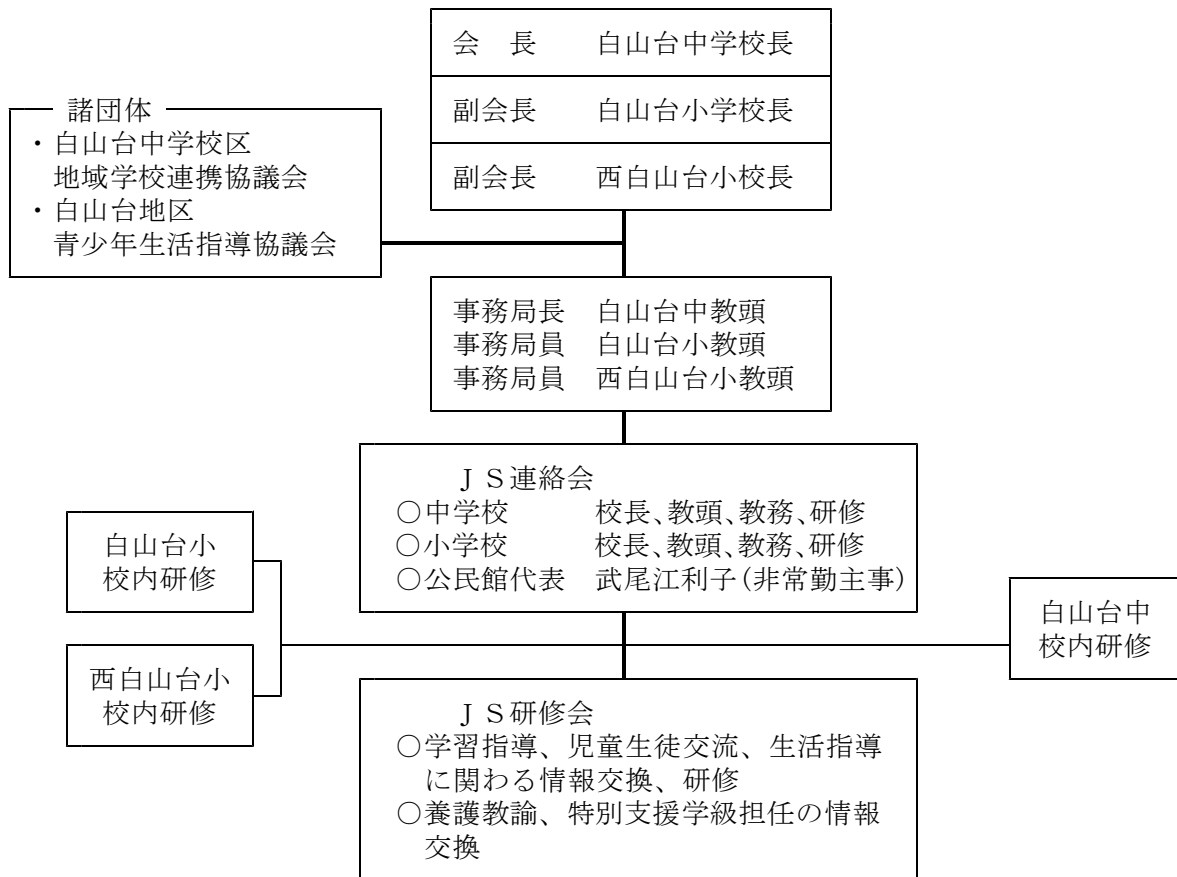 会　長　　白山台中学校長
副会長　　白山台小学校長
副会長　　西白山台小校長
諸団体
・白山台中学校区
地域学校連携協議会
・白山台地区
青少年生活指導協議会
事務局長　白山台中教頭
事務局員　白山台小教頭
事務局員　西白山台小教頭
ＪＳ連絡会
○中学校　　　校長、教頭、教務、研修
○小学校　　　校長、教頭、教務、研修
○公民館代表　武尾江利子(非常勤主事)
白山台小
校内研修
西白山台小
校内研修
白山台中
校内研修
ＪＳ研修会
○学習指導、児童生徒交流、生活指導
に関わる情報交換、研修
○養護教諭、特別支援学級担任の情報
交換